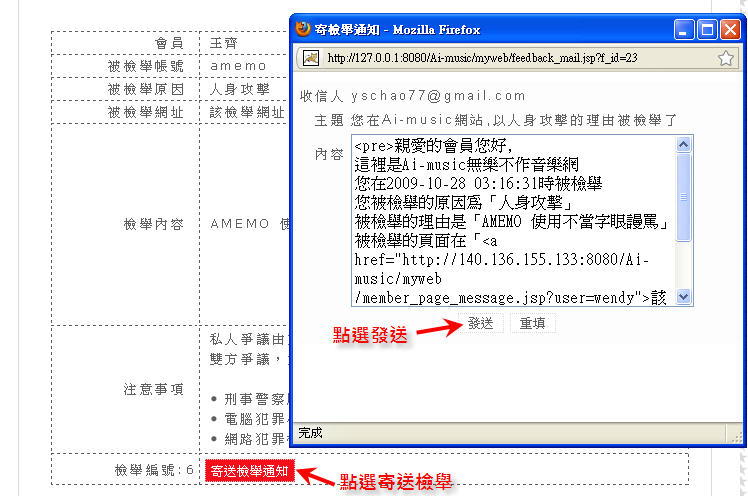 會員 王齊
被檢舉帳號 amemo
被檢舉原因 人身攻擊
被檢舉網址 該檢舉網址
檢舉內容 AMEMO 使
注意事項
私人爭議由
雙方爭議，
• 刑事警察
• 電腦犯罪
• 網路犯罪
檢舉編號: 6 寄送檢舉通知
點選寄送檢舉
寄檢舉通知 - Mozilla Firefox
http://127.0.0.1:8080/Ai-music/myweb/feedback_mail.jsp?f_id=23
收信人 yschao77@gmail.com
主題 您在Ai-music網站,以人身攻擊的理由被檢舉了
內容
<pre>親愛的會員您好,
這裡是Ai-music無樂不作音樂網
您在2009-10-28 03:16:31時被檢舉
您被檢舉的原因為「人身攻擊」
被檢舉的理由是「AMEMO 使用不當字眼謾罵」
被檢舉的頁面在「<a
href="http://140.136.155.133:8080/Ai-
music/myweb
/member_page_message.jsp?user=wendy">該
點選發送
發送 重填
完成